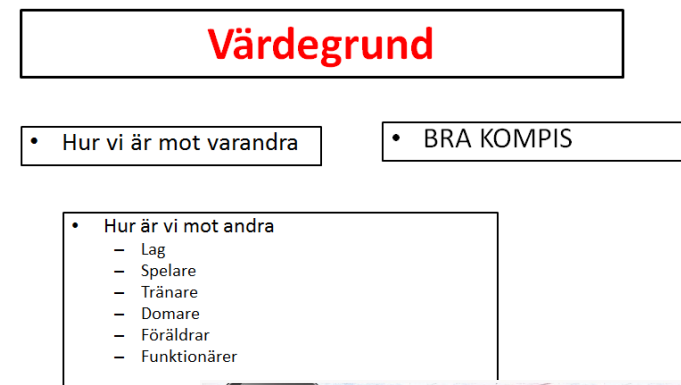 Värdegrund
• Hur vi är mot varandra
• BRA KOMPIS
• Hur är vi mot andra
– Lag
– Spelare
– Tränare
– Domare
– Föräldrar
– Funktionärer